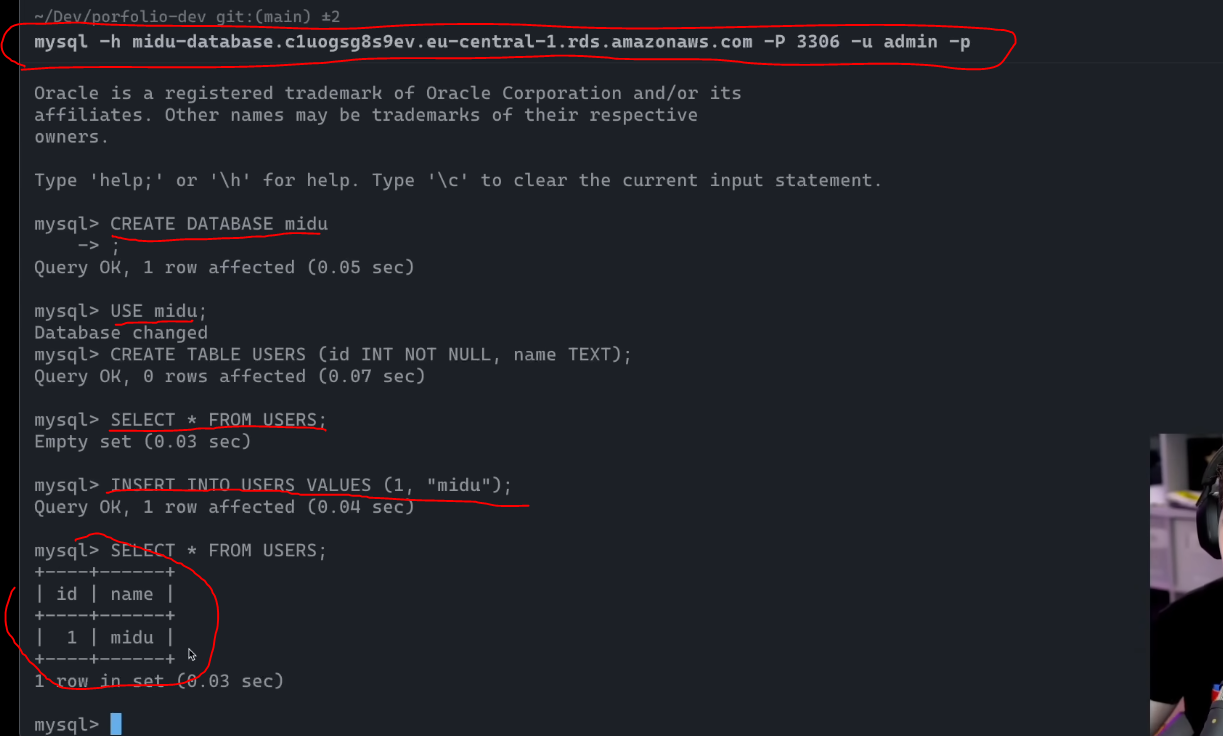 ~/Dev/porfolio-dev git:(main) ±2
mysql -h midu-database.c1uogsg8s9ev.eu-central-1.rds.amazonaws.com -P 3306 -u admin -p
Oracle is a registered trademark of Oracle Corporation and/or its
affiliates. Other names may be trademarks of their respective
owners.
Type 'help;' or '\h' for help. Type '\c' to clear the current input statement.
mysql> CREATE DATABASE midu
    -> ;
Query OK, 1 row affected (0.05 sec)
mysql> USE midu;
Database changed
mysql> CREATE TABLE USERS (id INT NOT NULL, name TEXT);
Query OK, 0 rows affected (0.07 sec)
mysql> SELECT * FROM USERS;
Empty set (0.03 sec)
mysql> INSERT INTO USERS VALUES (1, "midu");
Query OK, 1 row affected (0.04 sec)
mysql> SELECT * FROM USERS;
+----+------+
| id | name |
+----+------+
|  1 | midu |
+----+------+
1 row in set (0.03 sec)
mysql>